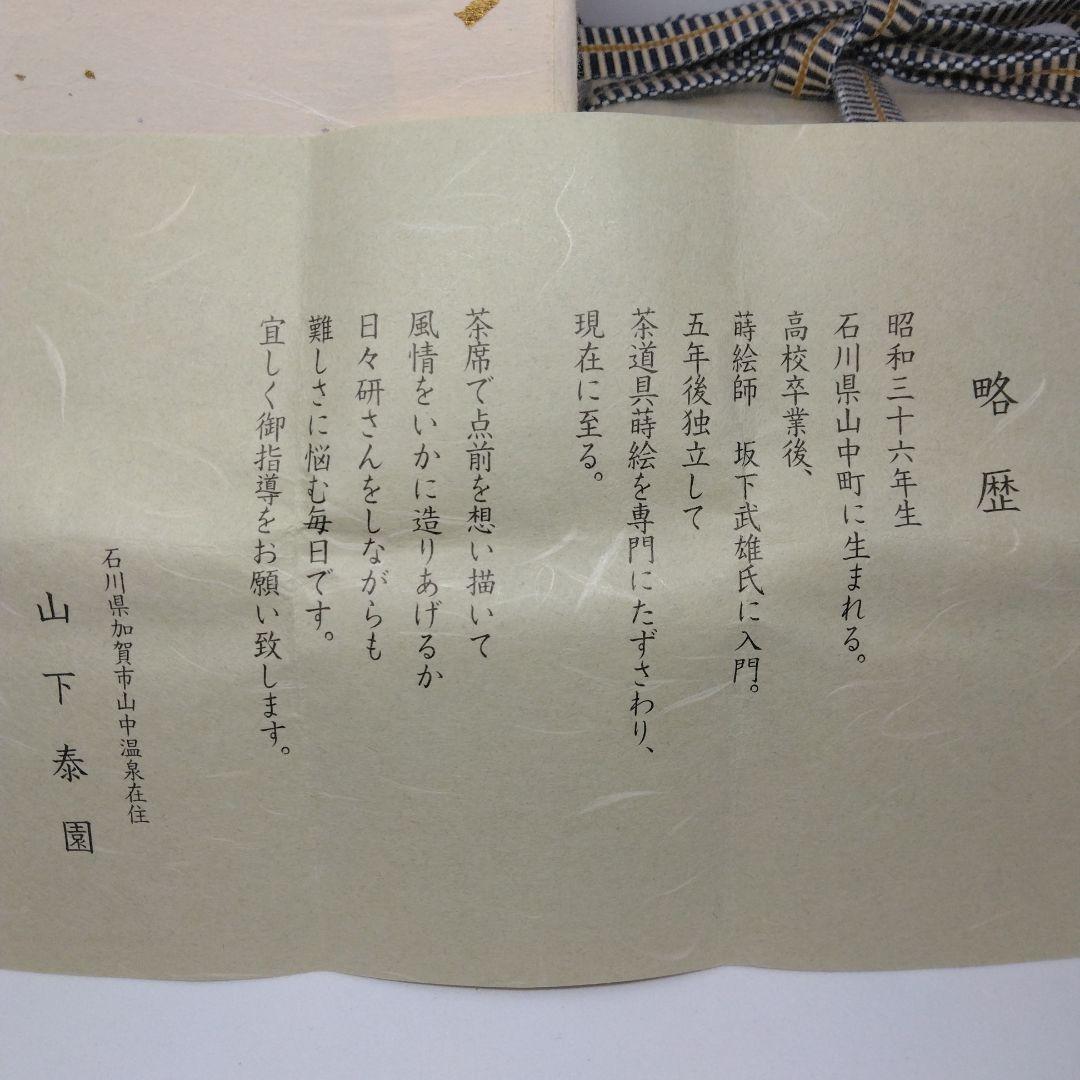 略歴
昭和三十六年生
石川県山中町に生まれる。
高校卒業後、
蒔絵師　坂下武雄氏に入門。
五年後独立して
茶道具蒔絵を専門にたずさわり、
現在に至る。
茶席で点前を想い描いて
風情をいかに造りあげるか
日々研さんをしながらも
難しさに悩む毎日です。
宜しく御指導をお願い致します。
石川県加賀市山中温泉在住
山下泰園